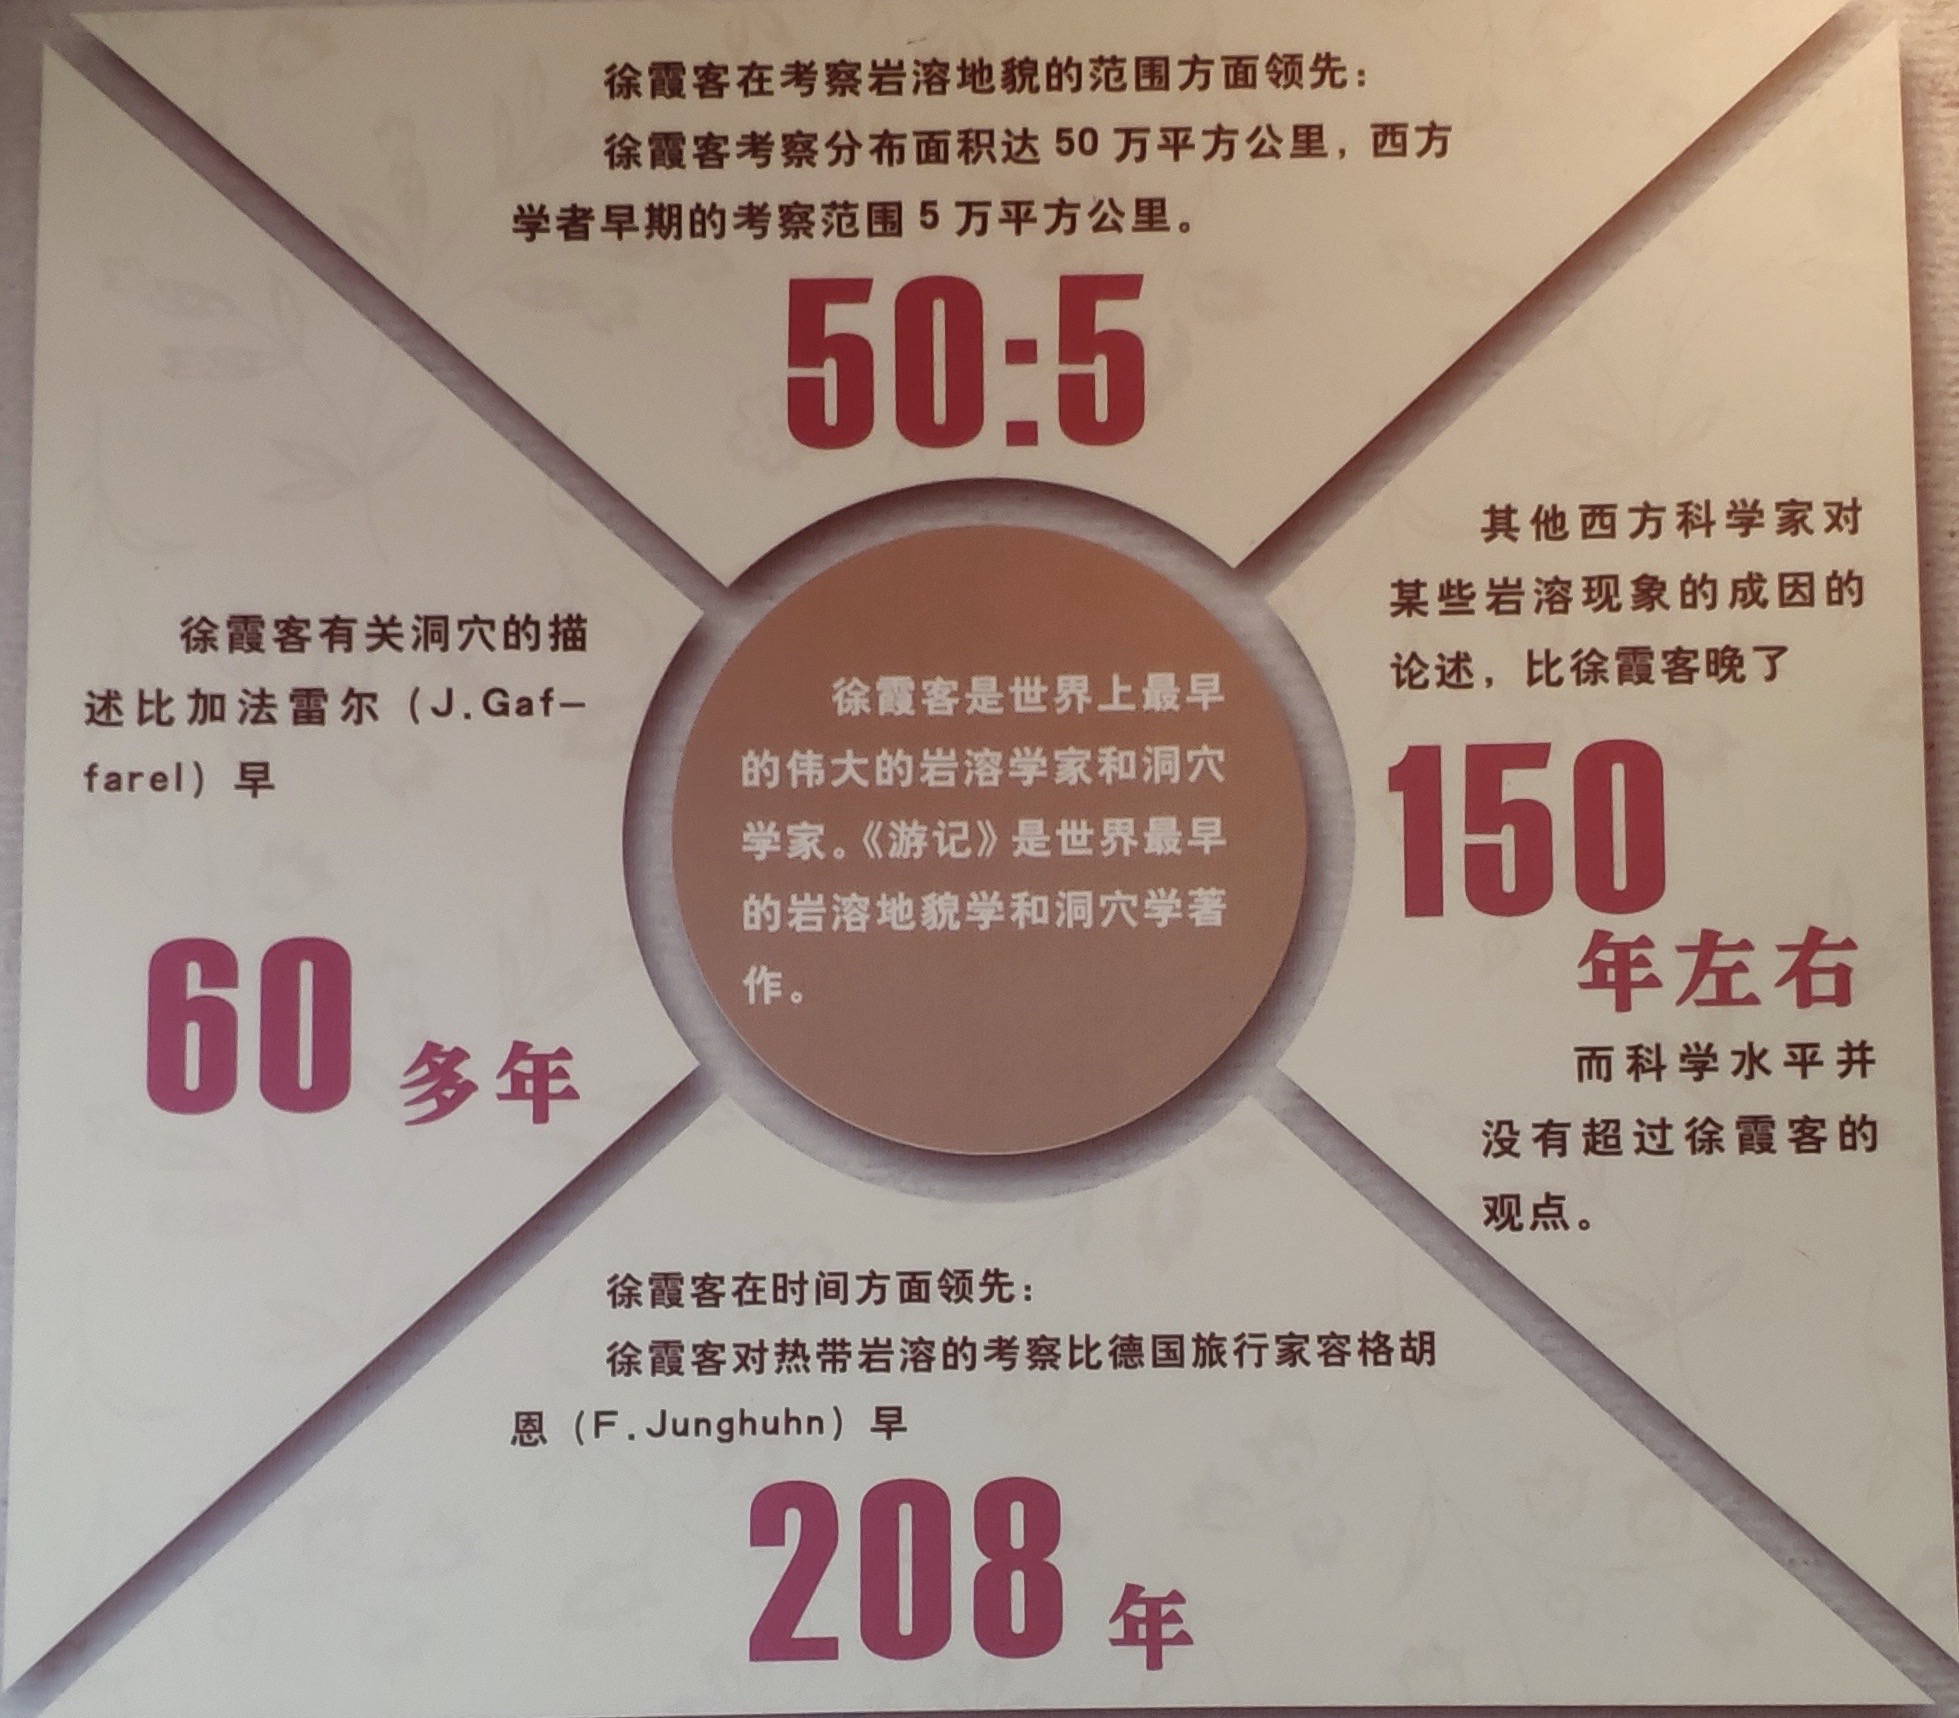 徐霞客在考察岩溶地貌的范围方面领先：
徐霞客考察分布面积达 50 万平方公里，西方
学者早期的考察范围 5 万平方公里。
50:5
徐霞客有关洞穴的描
述比加法雷尔（J.Gaf-
farel）早
60 多年
徐霞客是世界上最早
的伟大的岩溶学家和洞穴
学家。《游记》是世界最早
的岩溶地貌学和洞穴学著
作。
其他西方科学家对
某些岩溶现象的成因的
论述，比徐霞客晚了
150
年左右
而科学水平并
没有超过徐霞客的
观点。
徐霞客在时间方面领先：
徐霞客对热带岩溶的考察比德国旅行家容格胡
恩（F.Junghuhn）早
208 年